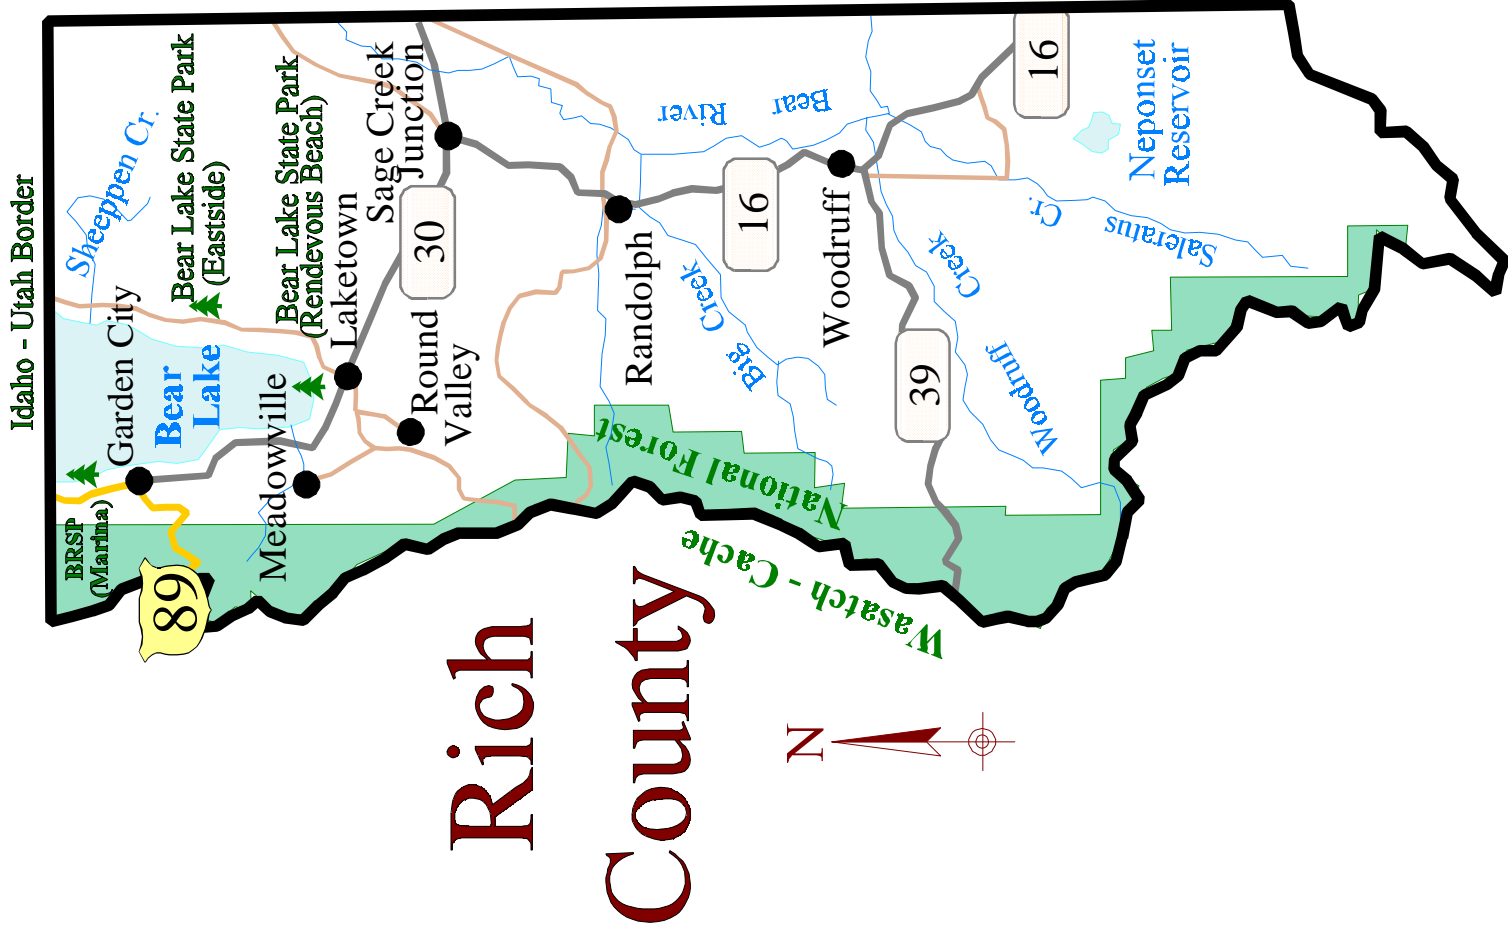 Idaho - Utah Border
Sheeppen Cr.
Bear Lake State Park
(Eastside)
Bear Lake State Park
(Rendevous Beach)
Garden City
Bear
Lake
BRSP
(Marina)
89
Meadowville
Laketown
Sage Creek
Junction
30
Round
Valley
Randolph
River
Bear
16
Big Creek
Woodruff
16
Neponset
Reservoir
Saleratus Cr.
39
Woodruff Creek
Wasatch - Cache
National Forest
Rich
County
N